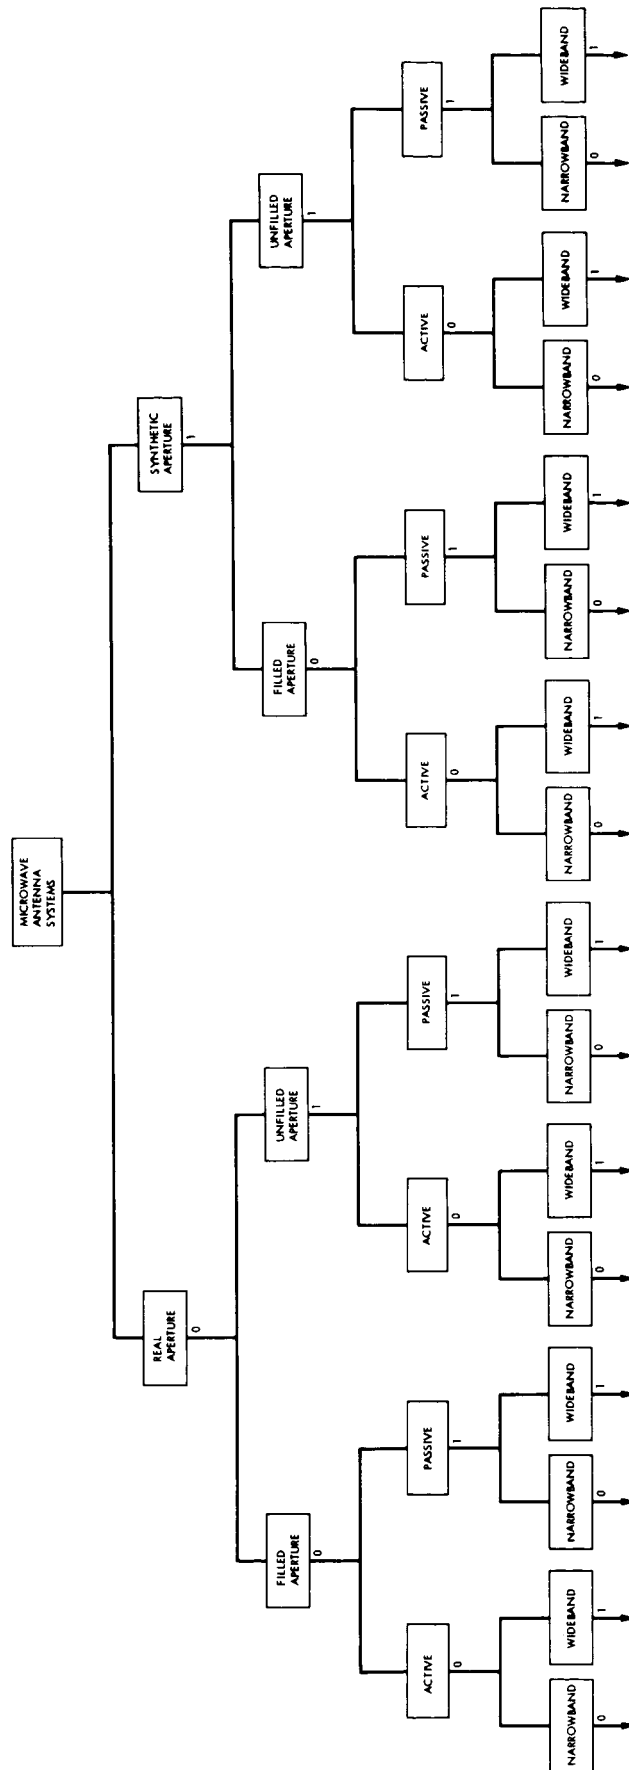 MICROWAVE
ANTENNA
SYSTEMS
REAL
APERTURE
0
SYNTHETIC
APERTURE
1
FILLED
APERTURE
0
UNFILLED
APERTURE
1
FILLED
APERTURE
0
UNFILLED
APERTURE
1
ACTIVE
0
PASSIVE
1
ACTIVE
0
PASSIVE
1
ACTIVE
0
PASSIVE
1
ACTIVE
0
PASSIVE
1
NARROWBAND
0
WIDEBAND
1
NARROWBAND
0
WIDEBAND
1
NARROWBAND
0
WIDEBAND
1
NARROWBAND
0
WIDEBAND
1
NARROWBAND
0
WIDEBAND
1
NARROWBAND
0
WIDEBAND
1
NARROWBAND
0
WIDEBAND
1
NARROWBAND
0
WIDEBAND
1